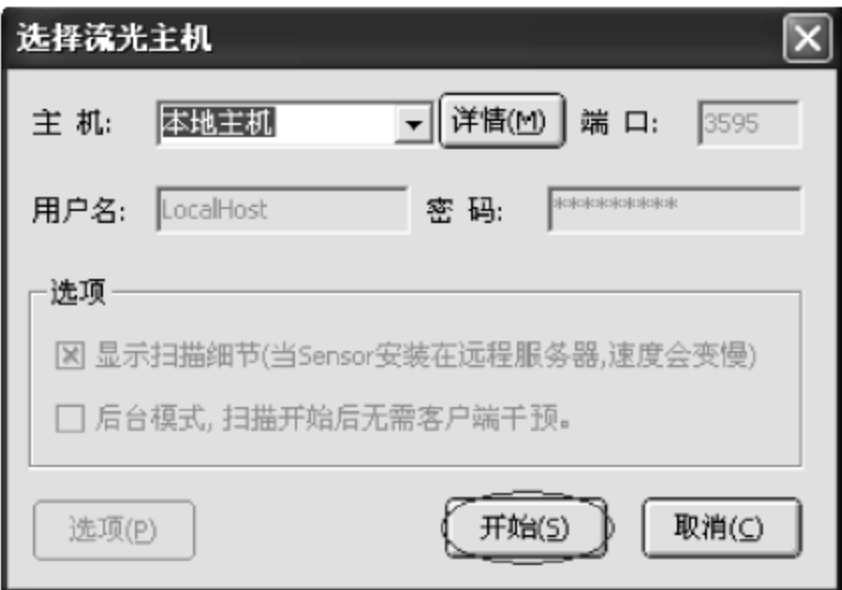 选择流光主机
主 机: 本地主机 详情(M) 端 口: 3595
用户名: LocalHost 密 码: *********
选项
显示扫描细节(当Sensor安装在远程服务器,速度会变慢)
后台模式, 扫描开始后无需客户端干预。
选项(P) 开始(S) 取消(C)